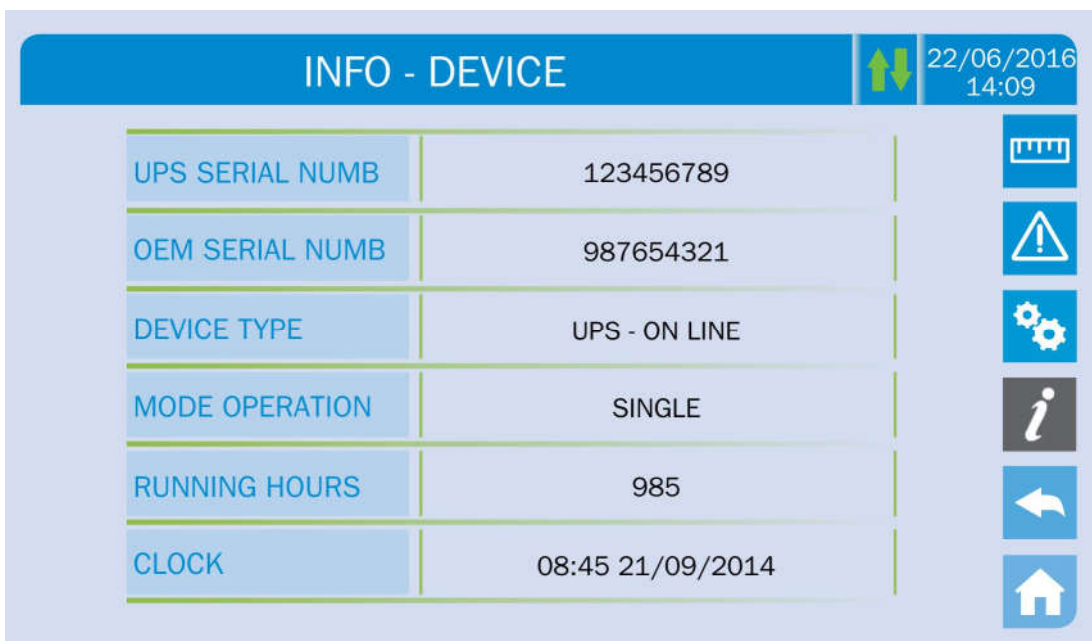 INFO - DEVICE
22/06/2016
14:09
UPS SERIAL NUMB 123456789
OEM SERIAL NUMB 987654321
DEVICE TYPE UPS - ON LINE
MODE OPERATION SINGLE
RUNNING HOURS 985
CLOCK 08:45 21/09/2014